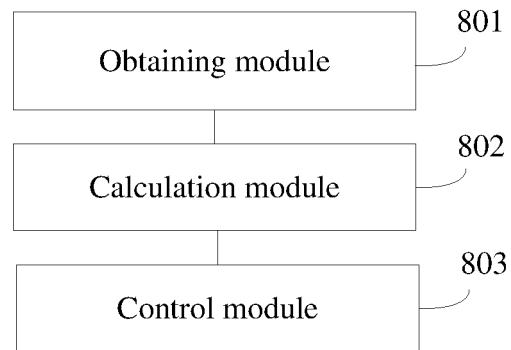 801
Obtaining module
802
Calculation module
803
Control module